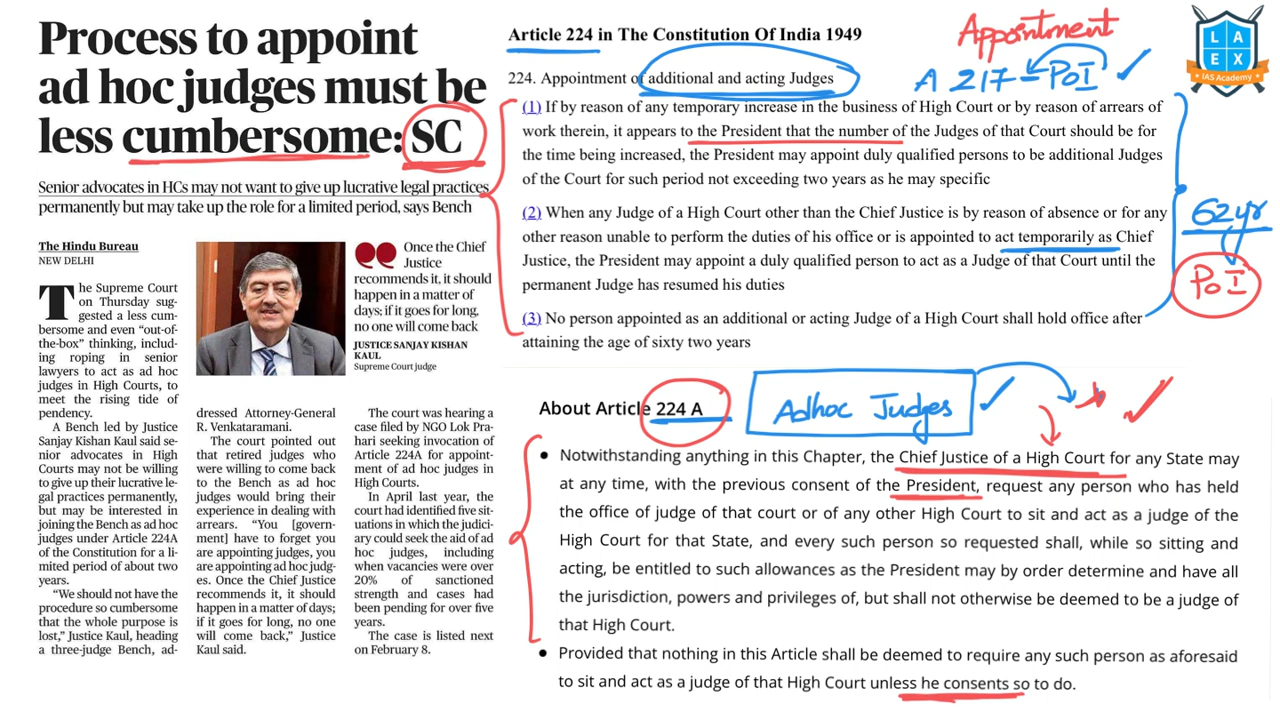 Process to appoint
ad hoc judges must be
less cumbersome: SC
Senior advocates in HCs may not want to give up lucrative legal practices
permanently but may take up the role for a limited period, says Bench
The Hindu Bureau
NEW DELHI
The Supreme Court
on Thursday sug-
gested a less cum-
bersome and even “out-of-
the-box” thinking, includ-
ing roping in senior
lawyers to act as ad hoc
judges in High Courts, to
meet the rising tide of
pendency.
A Bench led by Justice
Sanjay Kishan Kaul said se-
nior advocates in High
Courts may not be willing
to give up their lucrative le-
gal practices permanently,
but may be interested in
joining the Bench as ad hoc
judges under Article 224A
of the Constitution for a li-
mited period of about two
years.
“We should not have the
procedure so cumbersome
that the whole purpose is
lost,” Justice Kaul, heading
a three-judge Bench, ad-
dressed Attorney-General
R. Venkataramani.
The court pointed out
that retired judges who
were willing to come back
to the Bench as ad hoc
judges would bring their
experience in dealing with
arrears. “You [govern-
ment] have to forget you
are appointing judges, you
are appointing ad hoc judg-
es. Once the Chief Justice
recommends it, it should
happen in a matter of days;
if it goes for long, no one
will come back,” Justice
Kaul said.
Once the Chief
Justice
recommends it, it should
happen in a matter of
days; if it goes for long,
no one will come back
JUSTICE SANJAY KISHAN
KAUL
Supreme Court judge
The court was hearing a
case filed by NGO Lok Pra-
hari seeking invocation of
Article 224A for appoint-
ment of ad hoc judges in
High Courts.
In April last year, the
court had identified five sit-
uations in which the judici-
ary could seek the aid of ad
hoc judges, including
when vacancies were over
20% of sanctioned
strength and cases had
been pending for over five
years.
The case is listed next
on February 8.
Article 224 in The Constitution Of India 1949
224. Appointment of additional and acting Judges
(1) If by reason of any temporary increase in the business of High Court or by reason of arrears of
work therein, it appears to the President that the number of the Judges of that Court should be for
the time being increased, the President may appoint duly qualified persons to be additional Judges
of the Court for such period not exceeding two years as he may specific
(2) When any Judge of a High Court other than the Chief Justice is by reason of absence or for any
other reason unable to perform the duties of his office or is appointed to act temporarily as Chief
Justice, the President may appoint a duly qualified person to act as a Judge of that Court until the
permanent Judge has resumed his duties
(3) No person appointed as an additional or acting Judge of a High Court shall hold office after
attaining the age of sixty two years
Appointment
A 217 PoI
62 yr
PoI
LAEX
IAS Academy
About Article 224 A
Adhoc Judges
Notwithstanding anything in this Chapter, the Chief Justice of a High Court for any State may
at any time, with the previous consent of the President, request any person who has held
the office of judge of that court or of any other High Court to sit and act as a judge of the
High Court for that State, and every such person so requested shall, while so sitting and
acting, be entitled to such allowances as the President may by order determine and have all
the jurisdiction, powers and privileges of, but shall not otherwise be deemed to be a judge of
that High Court.
Provided that nothing in this Article shall be deemed to require any such person as aforesaid
to sit and act as a judge of that High Court unless he consents so to do.